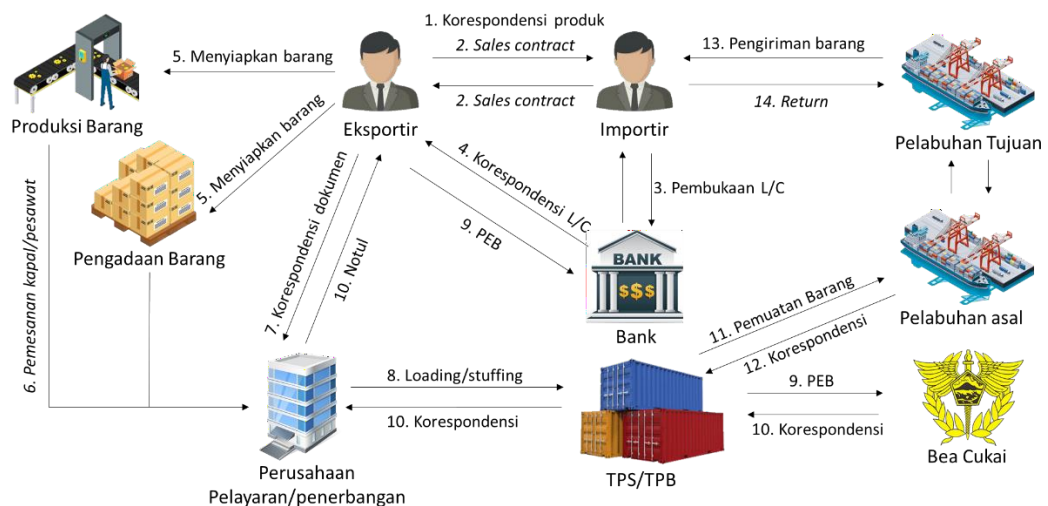 1. Korespondensi produk
2. Sales contract
2. Sales contract
5. Menyiapkan barang
13. Pengiriman barang
14. Return
Produksi Barang
Eksportir
Importir
Pelabuhan Tujuan
5. Menyiapkan barang
4. Korespondensi L/C
3. Pembukaan L/C
6. Pemesanan kapal/pesawat
Pengadaan Barang
7. Korespondensi dokumen
10. Notul
9. PEB
BANK
$$$
Bank
11. Pemuatan Barang
12. Korespondensi
Pelabuhan asal
8. Loading/stuffing
10. Korespondensi
9. PEB
10. Korespondensi
Perusahaan
Pelayaran/penerbangan
TPS/TPB
Bea Cukai